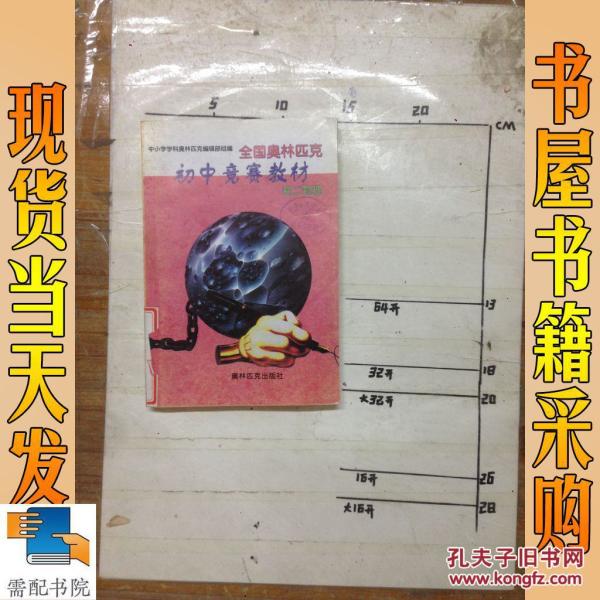 现货当天发
书屋书籍采购
5 10 15 20 CM
中小学学科奥林匹克编辑部组编
全国奥林匹克
初中竞赛教材
奥林匹克出版社
64开 13
32开 18
大32开 20
16开 26
大16开 28
需配书院
孔夫子旧书网
www.kongfz.com